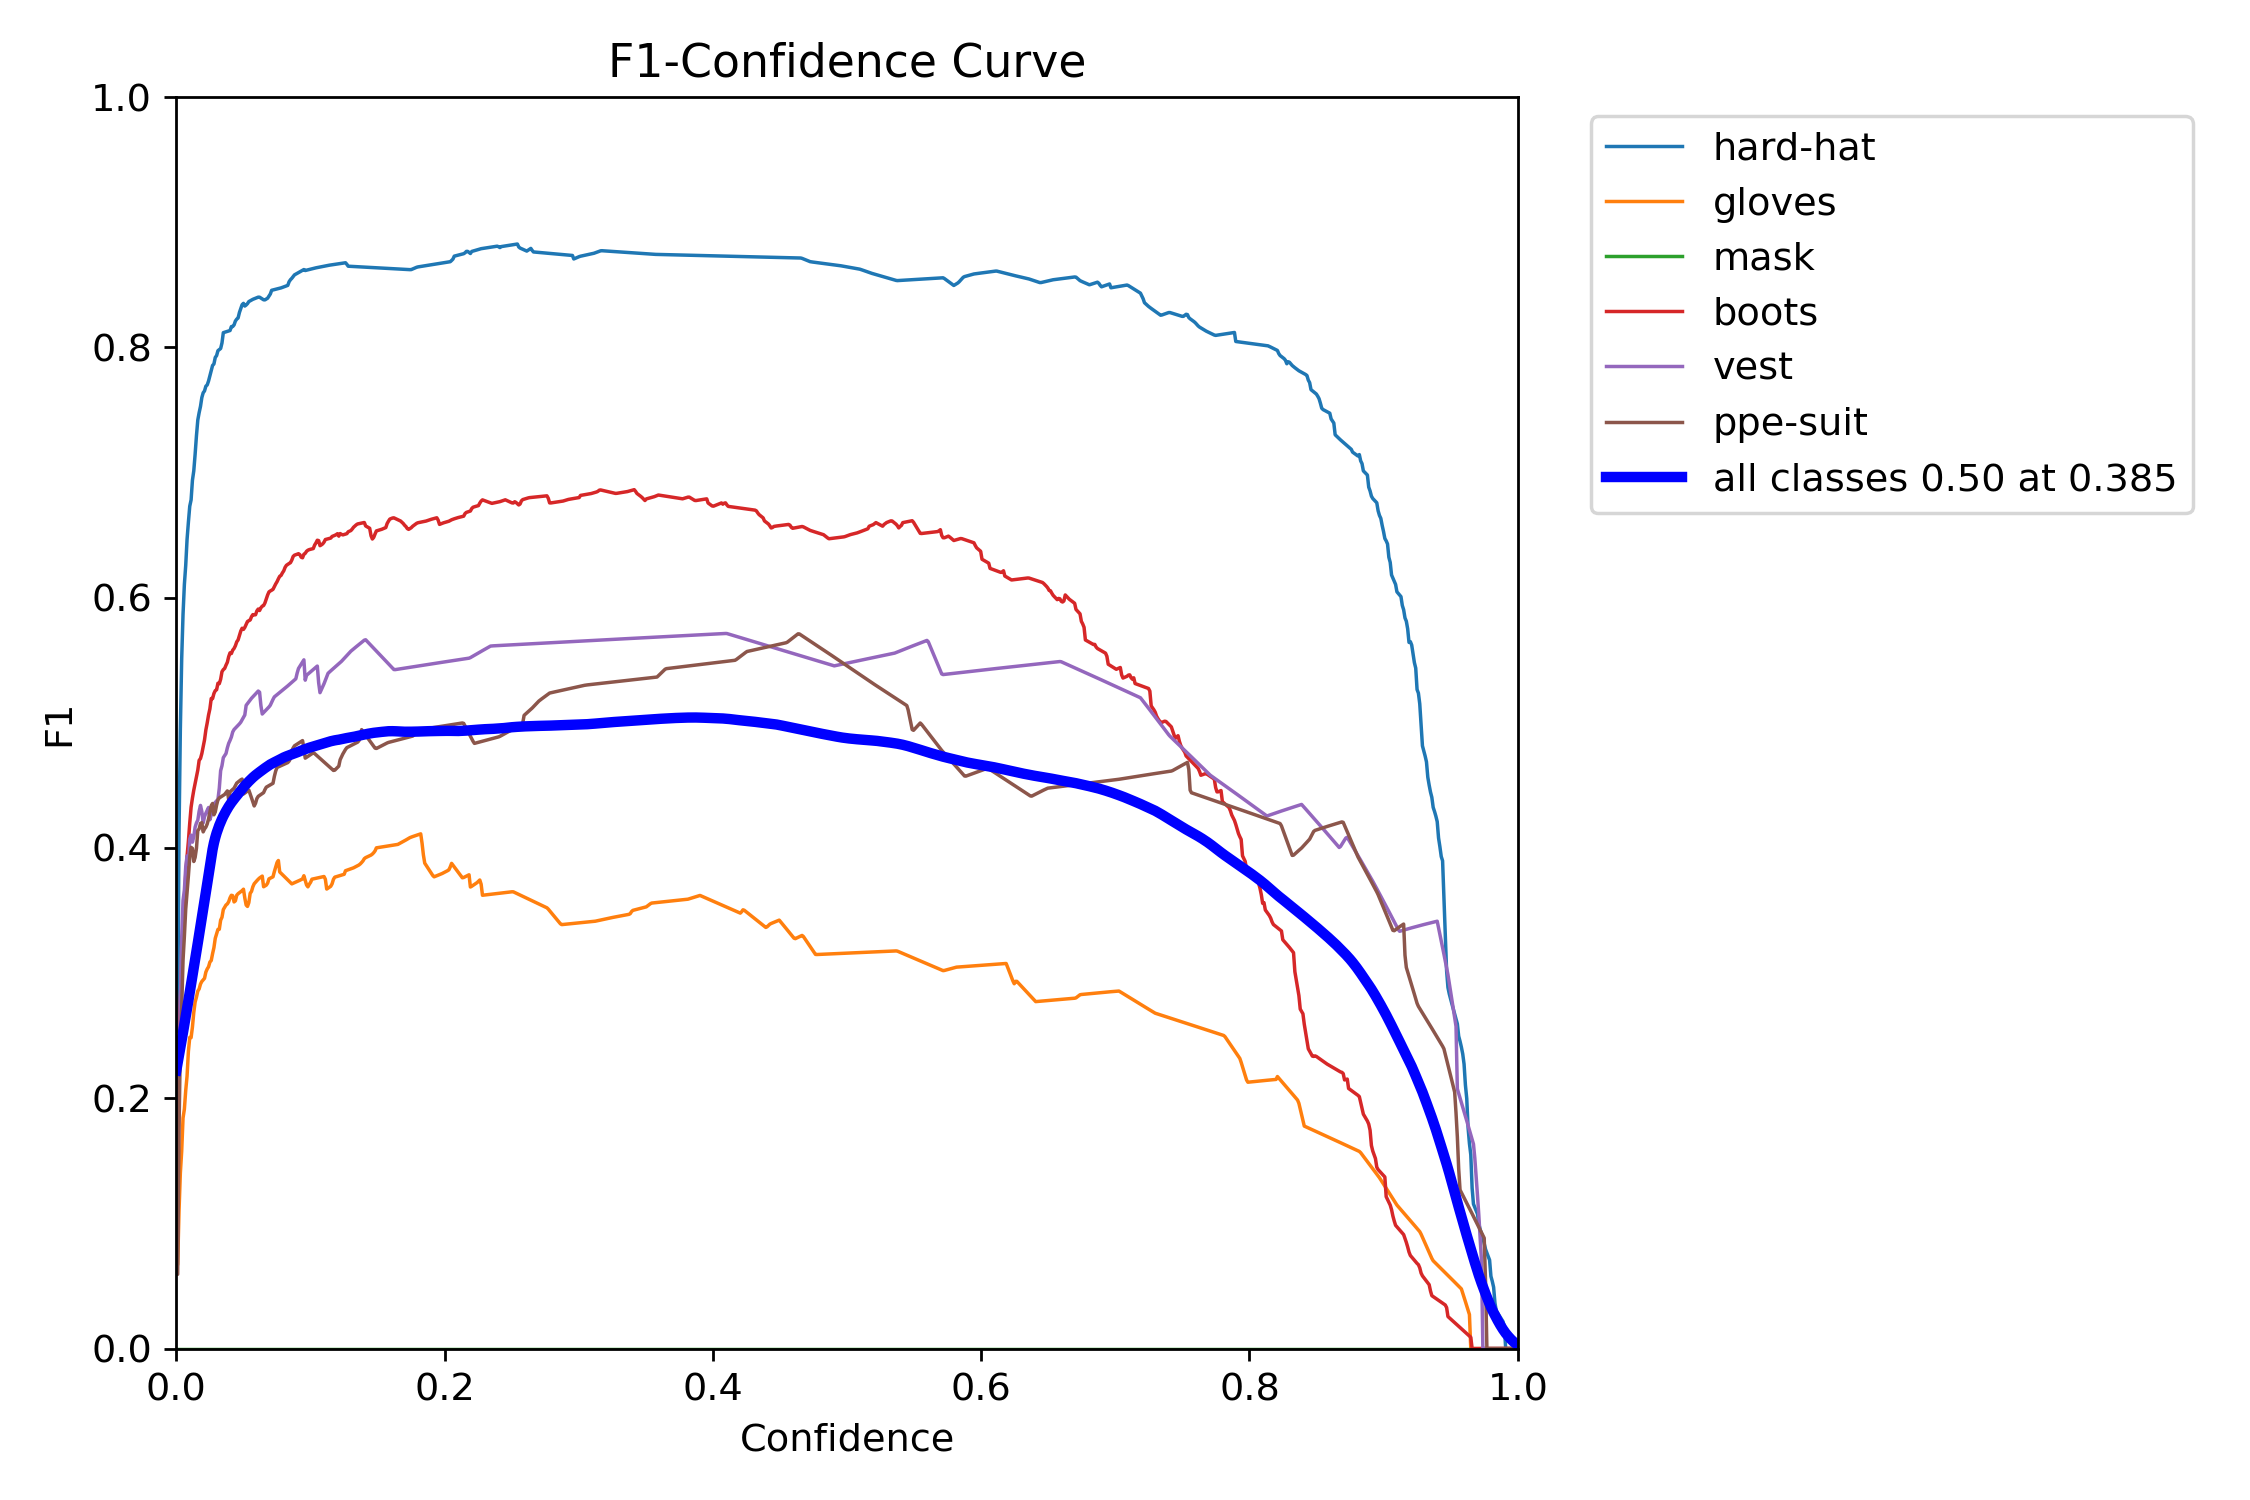 F1-Confidence Curve
1.0
0.8
0.6
0.4
0.2
0.0
F1
0.0 0.2 0.4 0.6 0.8 1.0
Confidence
hard-hat
gloves
mask
boots
vest
ppe-suit
all classes 0.50 at 0.385